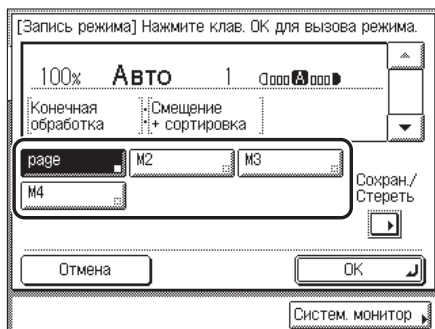 [Запись режима] Нажмите клав. OK для вызова режима.
100% Авто 1 A
Конечная Смещение
обработка + сортировка
page M2 M3
M4
Сохран./
Стереть
Отмена OK
Систем. монитор